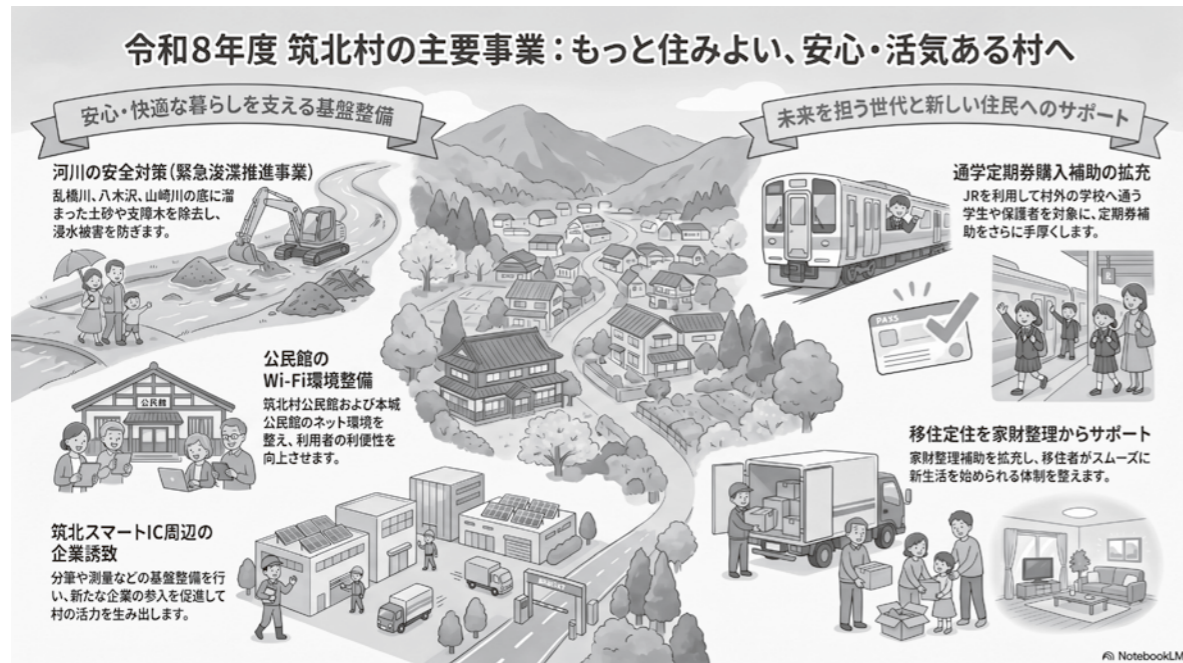 令和8年度 筑北村の主要事業：もっと住みよい、安心・活気ある村へ
安心・快適な暮らしを支える基盤整備
河川の安全対策（緊急浚渫推進事業）
乱橋川、八木沢、山崎川の底に溜
まった土砂や支障木を除去し、
浸水被害を防ぎます。
公民館の
Wi-Fi環境整備
筑北村公民館および本城
公民館のネット環境を
整え、利用者の利便性を
向上させます。
公民館
筑北スマートIC周辺の
企業誘致
分筆や測量などの基盤整備を行
い、新たな企業の参入を促進して
村の活力を生み出します。
未来を担う世代と新しい住民へのサポート
通学定期券購入補助の拡充
JRを利用して村外の学校へ通う
学生や保護者を対象に、定期券補
助をさらに手厚くします。
PASS
移住定住を家財整理からサポート
家財整理補助を拡充し、移住者がスムーズに
新生活を始められる体制を整えます。
NotebookLM